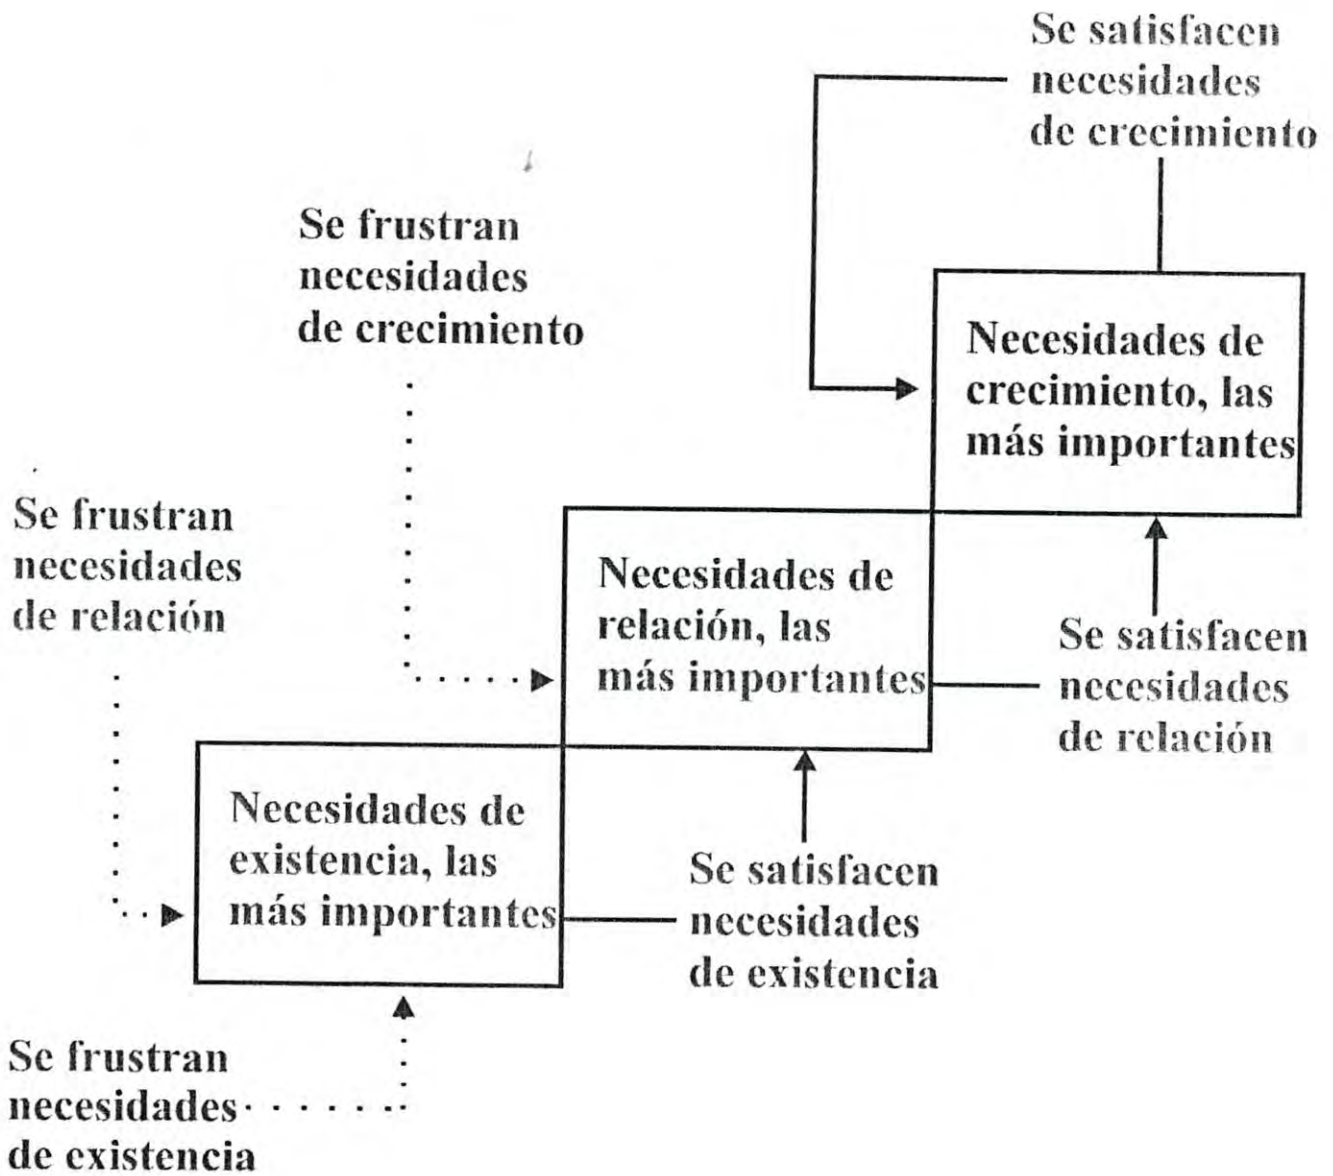 Se satisfacen
necesidades
de crecimiento
Se frustran
necesidades
de crecimiento
Necesidades de
crecimiento, las
más importantes
Se frustran
necesidades
de relación
Necesidades de
relación, las
más importantes
Se satisfacen
necesidades
de relación
Necesidades de
existencia, las
más importantes
Se satisfacen
necesidades
de existencia
Se frustran
necesidades
de existencia